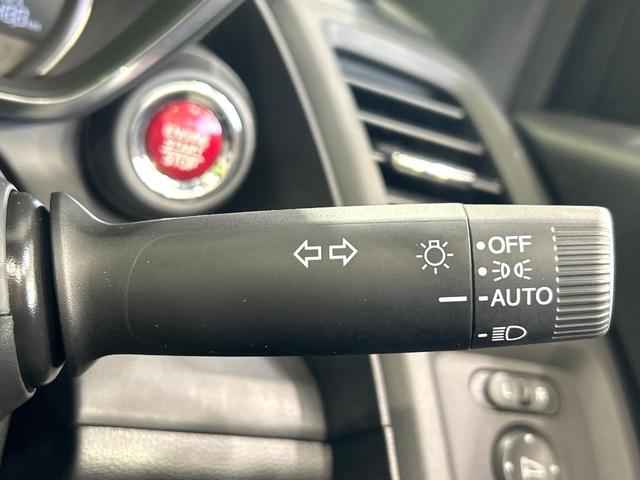 ENGINE
START
STOP
OFF
AUTO
L R